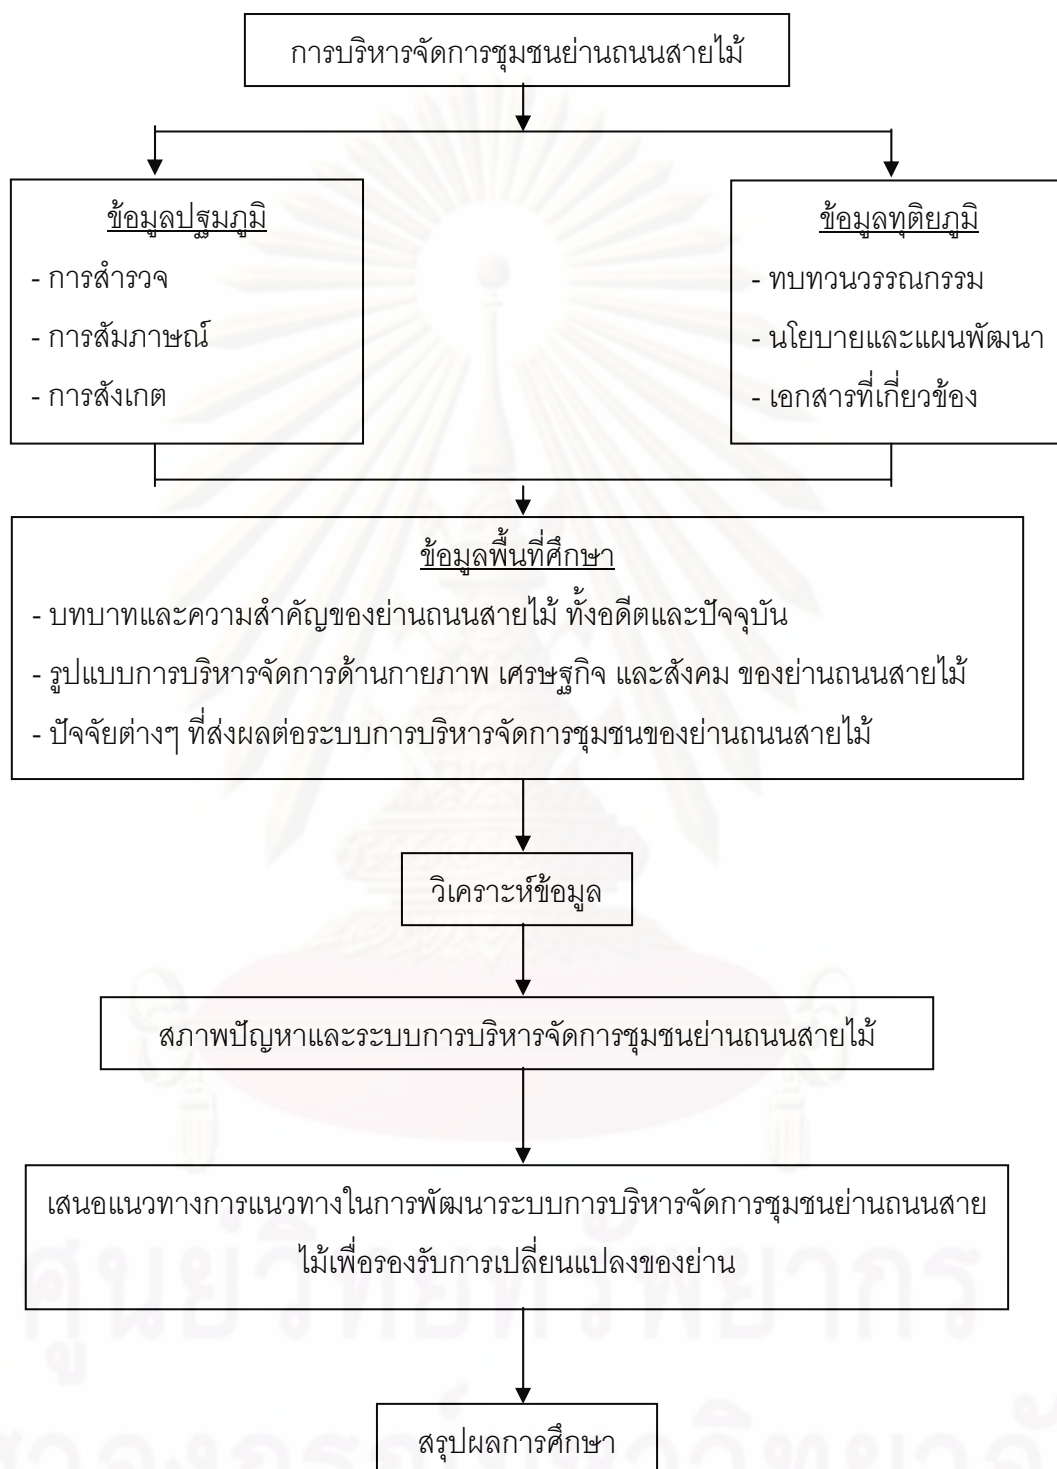 การบริหารจัดการชุมชนย่านถนนสายไม้
ข้อมูลปฐมภูมิ
- การสำรวจ
- การสัมภาษณ์
- การสังเกต
ข้อมูลทุติยภูมิ
- ทบทวนวรรณกรรม
- นโยบายและแผนพัฒนา
- เอกสารที่เกี่ยวข้อง
ข้อมูลพื้นที่ศึกษา
- บทบาทและความสำคัญของย่านถนนสายไม้ ทั้งอดีตและปัจจุบัน
- รูปแบบการบริหารจัดการด้านกายภาพ เศรษฐกิจ และสังคม ของย่านถนนสายไม้
- ปัจจัยต่างๆ ที่ส่งผลต่อระบบการบริหารจัดการชุมชนของย่านถนนสายไม้
วิเคราะห์ข้อมูล
สภาพปัญหาและระบบการบริหารจัดการชุมชนย่านถนนสายไม้
เสนอแนวทางการแนวทางในการพัฒนาระบบการบริหารจัดการชุมชนย่านถนนสาย
ไม้เพื่อรองรับการเปลี่ยนแปลงของย่าน
ศูนย์วิทยทรัพยากร
สรุปผลการศึกษา